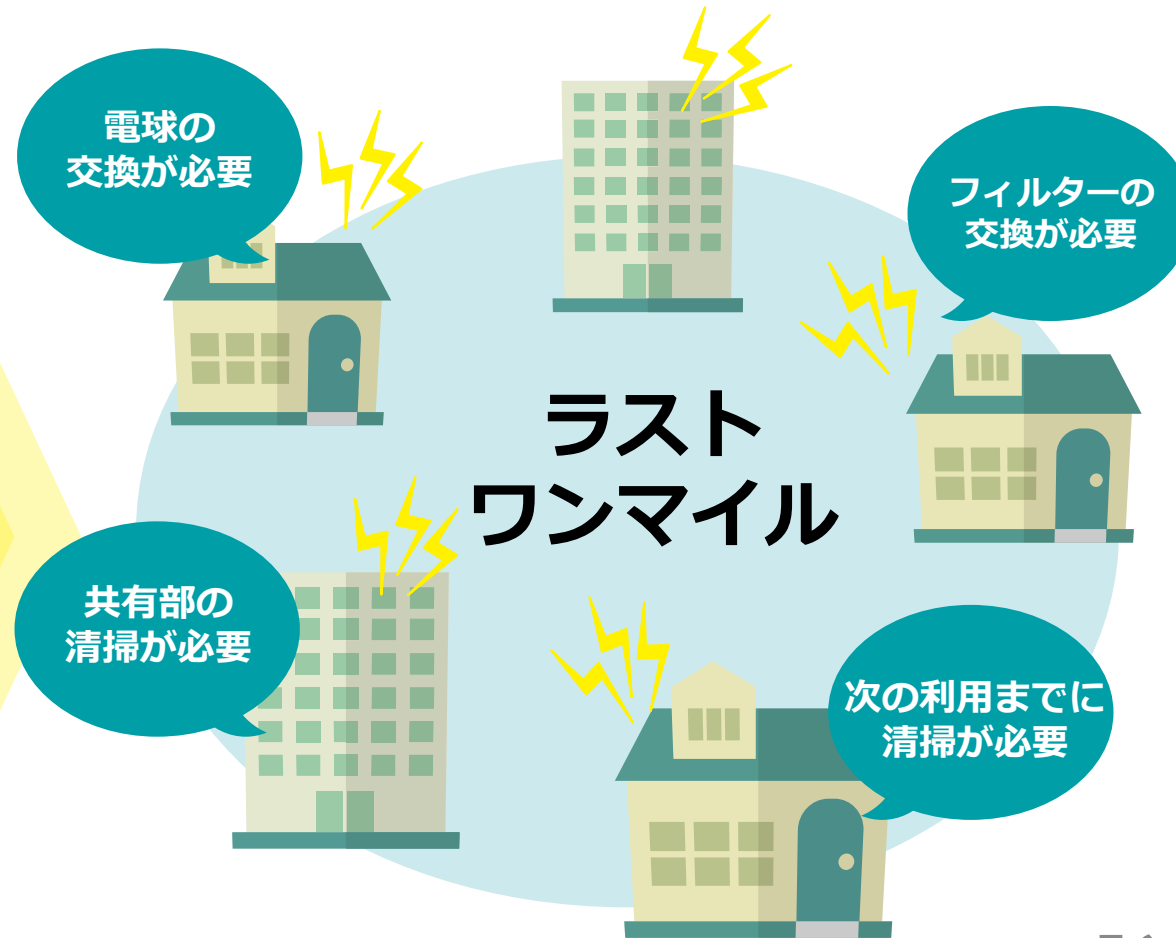 電球の
交換が必要
フィルターの
交換が必要
ラスト
ワンマイル
共有部の
清掃が必要
次の利用までに
清掃が必要